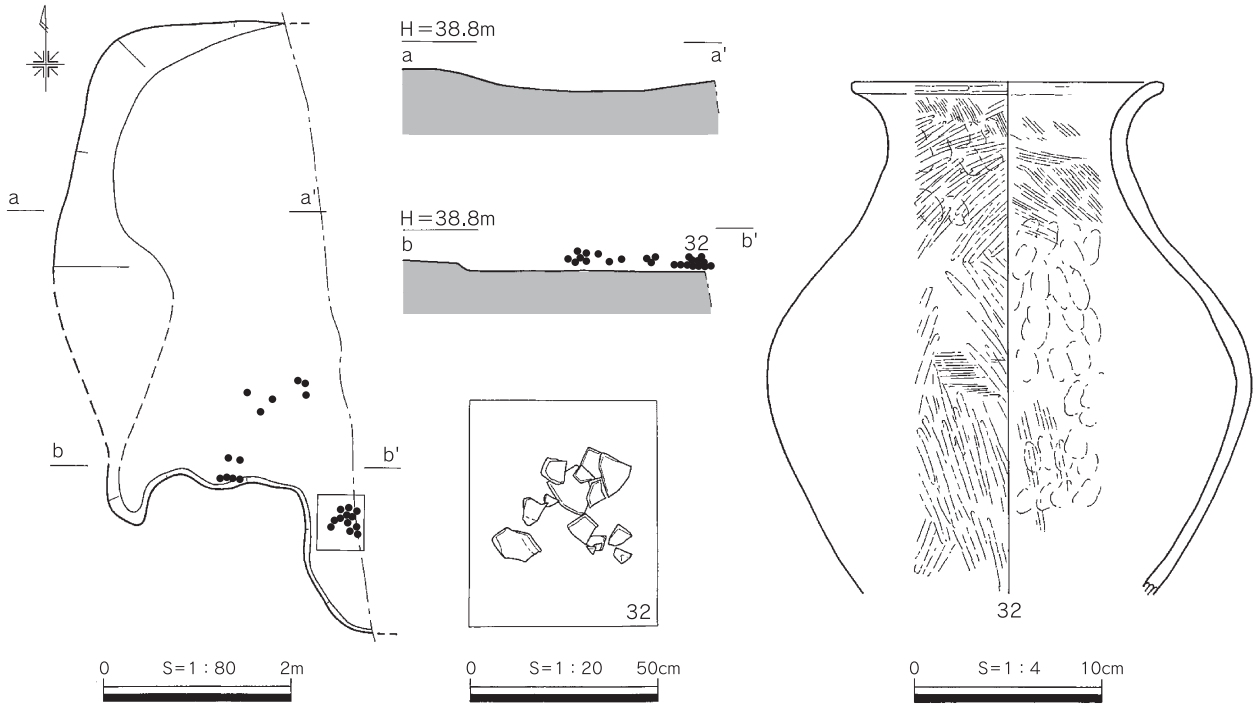 H=38.8m
a a'
a
a'
H=38.8m
b 32 b'
b b'
32
32
0 S=1:80 2m
0 S=1:20 50cm
0 S=1:4 10cm